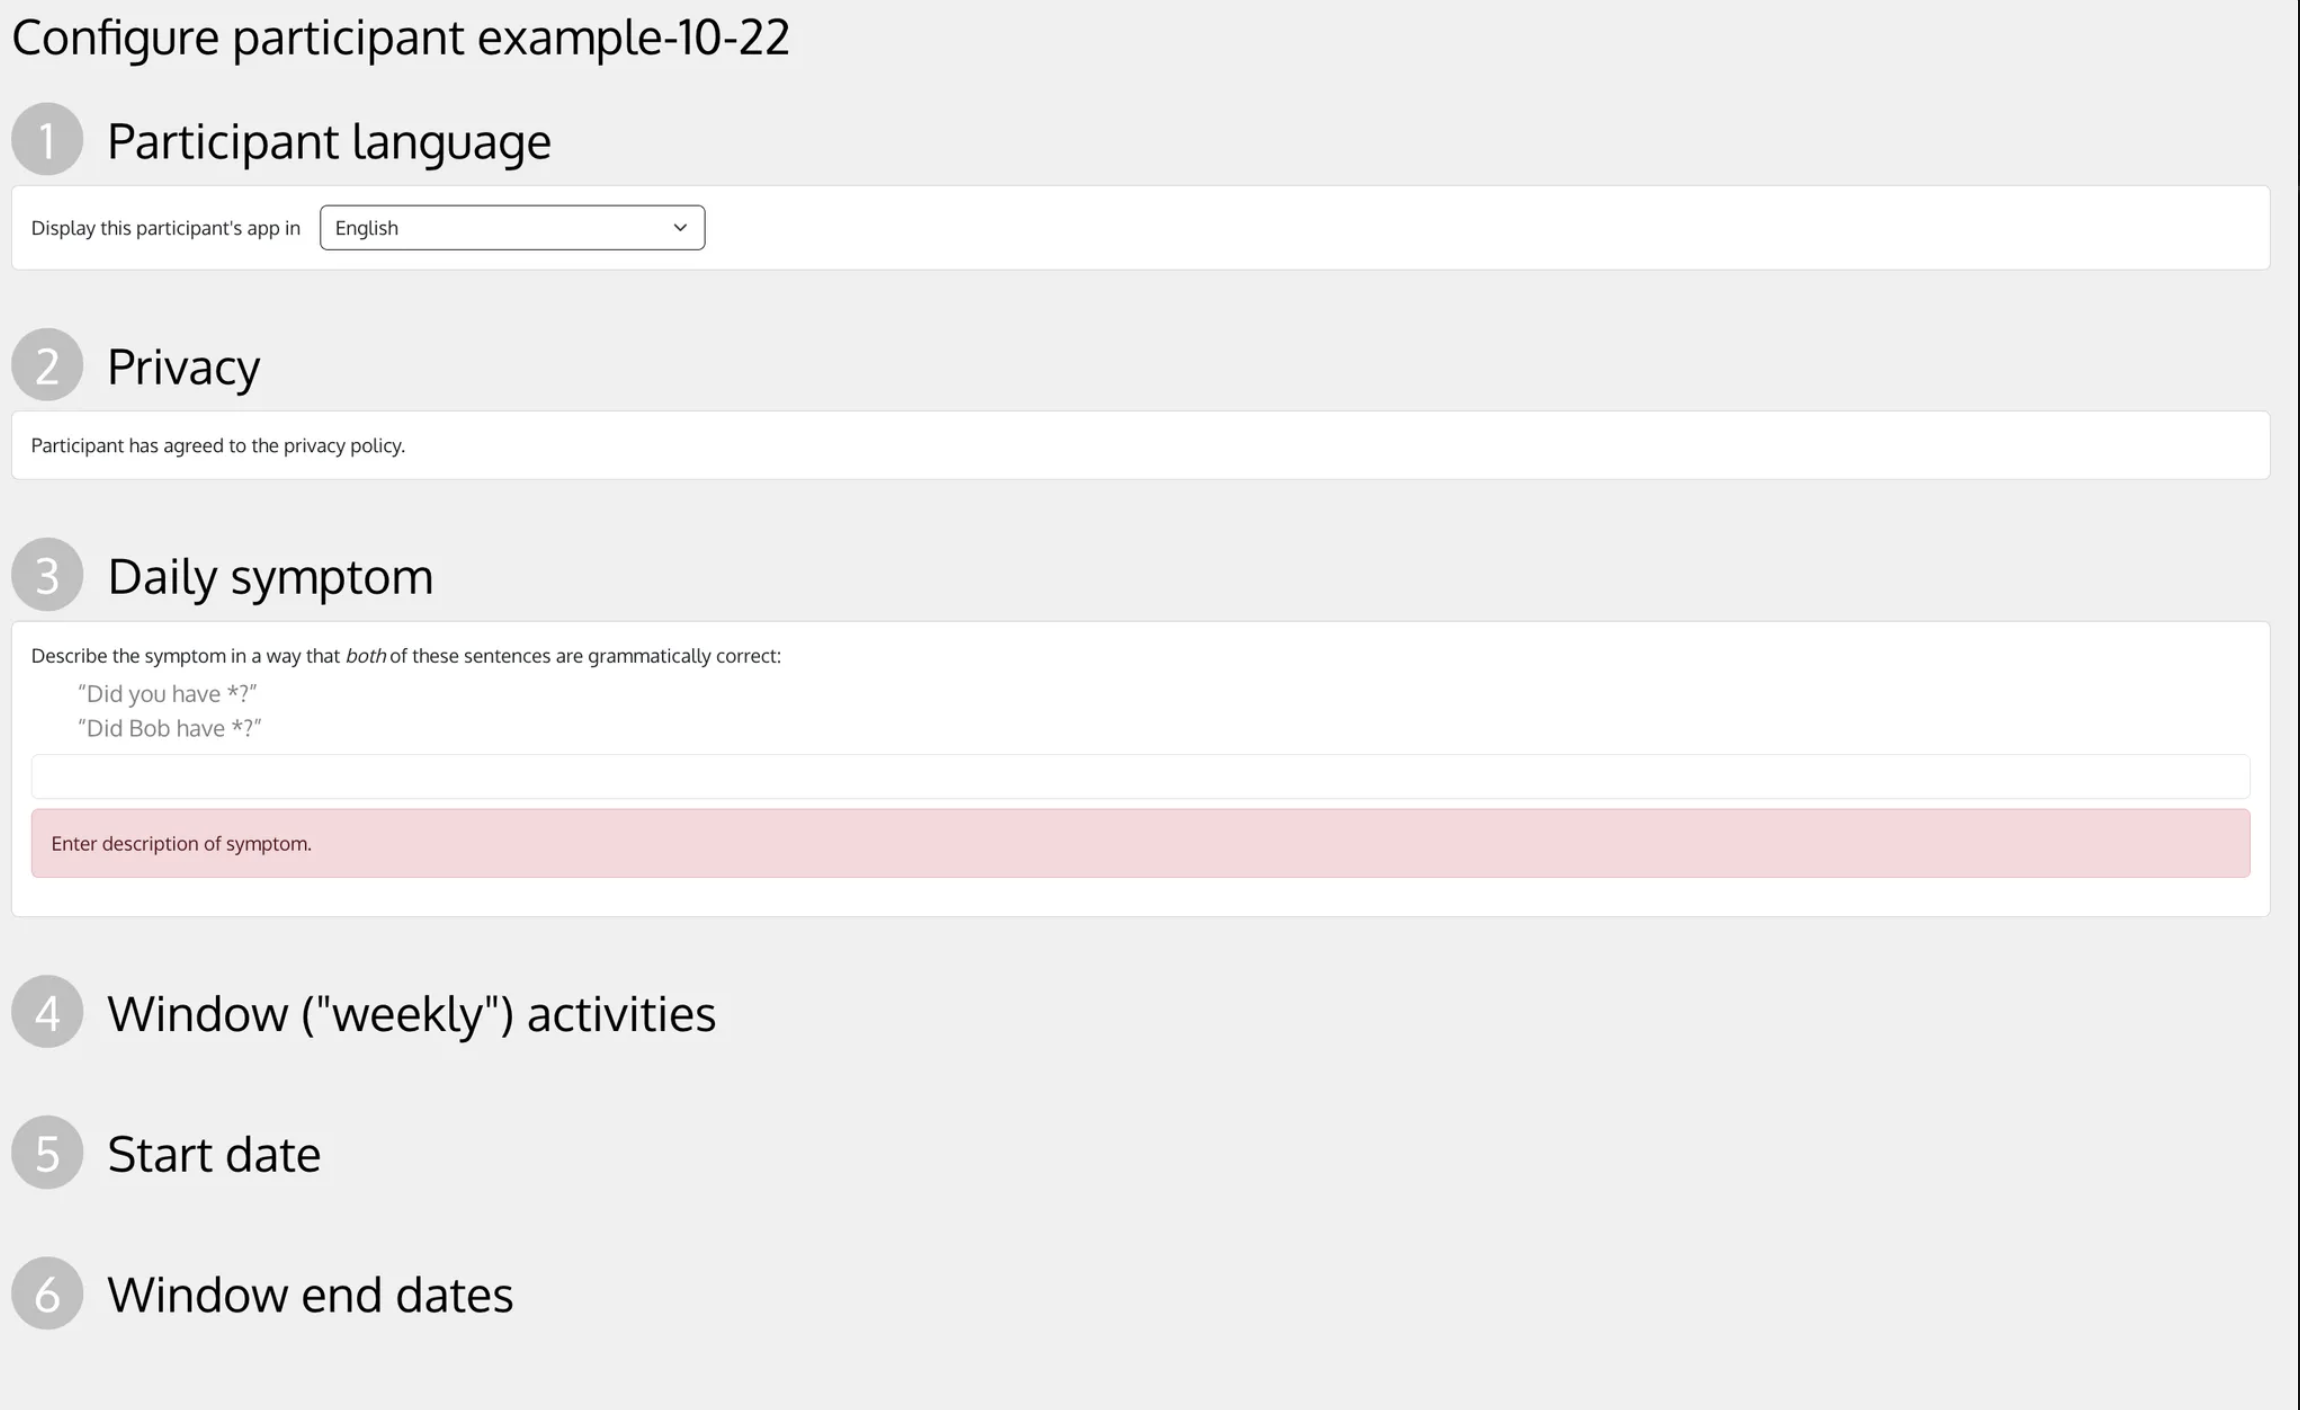 Configure participant example-10-22
1 Participant language
Display this participant's app in English
2 Privacy
Participant has agreed to the privacy policy.
3 Daily symptom
Describe the symptom in a way that both of these sentences are grammatically correct:
“Did you have *?”
“Did Bob have *?”
Enter description of symptom.
4 Window ("weekly") activities
5 Start date
6 Window end dates